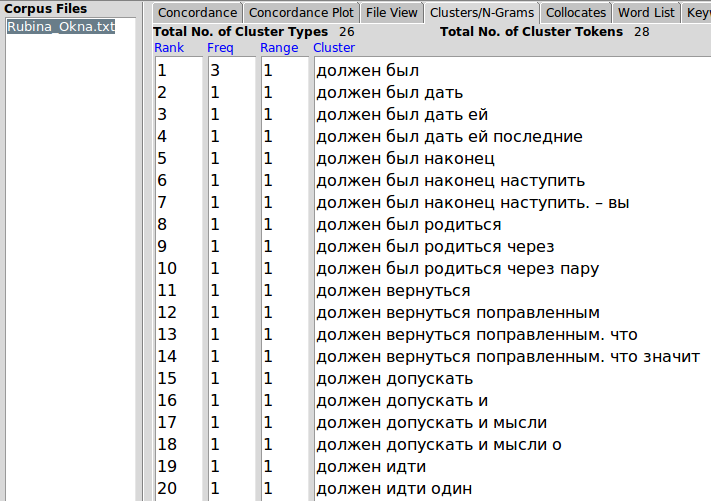 Corpus Files
Rubina_Okna.txt
Concordance Concordance Plot File View Clusters/N-Grams Collocates Word List
Total No. of Cluster Types 26 Total No. of Cluster Tokens 28
Rank Freq Range Cluster
1 3 1 должен был
2 1 1 должен был дать
3 1 1 должен был дать ей
4 1 1 должен был дать ей последние
5 1 1 должен был наконец
6 1 1 должен был наконец наступить
7 1 1 должен был наконец наступить. – вы
8 1 1 должен был родиться
9 1 1 должен был родиться через
10 1 1 должен был родиться через пару
11 1 1 должен вернуться
12 1 1 должен вернуться поправленным
13 1 1 должен вернуться поправленным. что
14 1 1 должен вернуться поправленным. что значит
15 1 1 должен допускать
16 1 1 должен допускать и
17 1 1 должен допускать и мысли
18 1 1 должен допускать и мысли о
19 1 1 должен идти
20 1 1 должен идти один